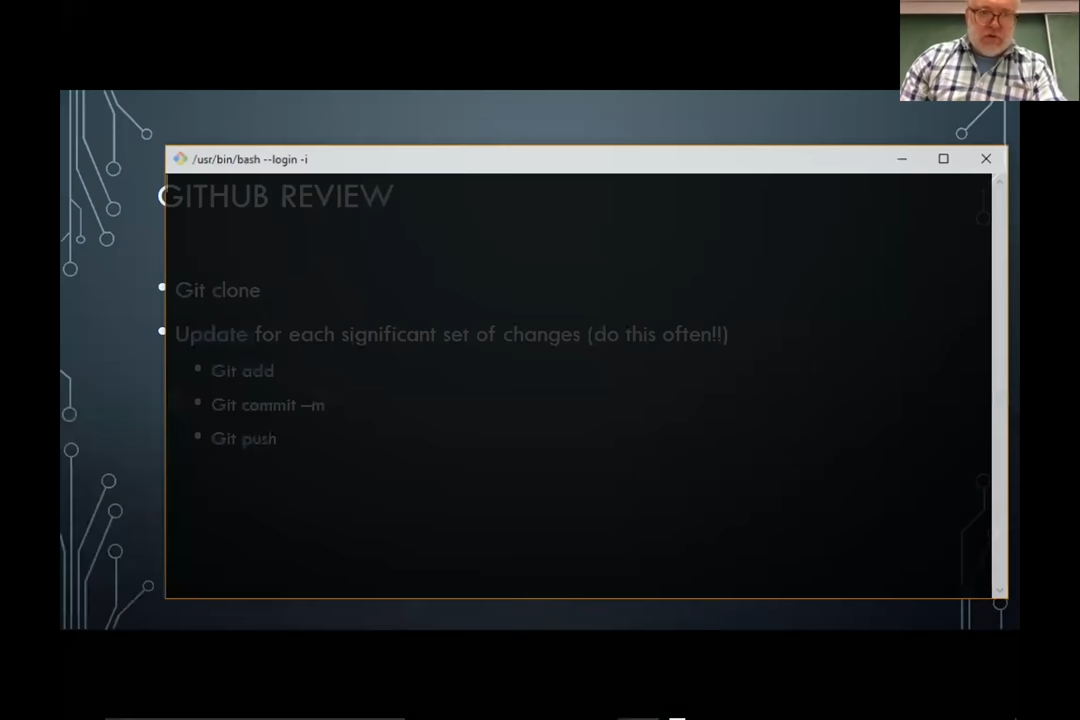 /usr/bin/bash --login -i
GITHUB REVIEW
Git clone
Update for each significant set of changes (do this often!!)
Git add
Git commit –m
Git push